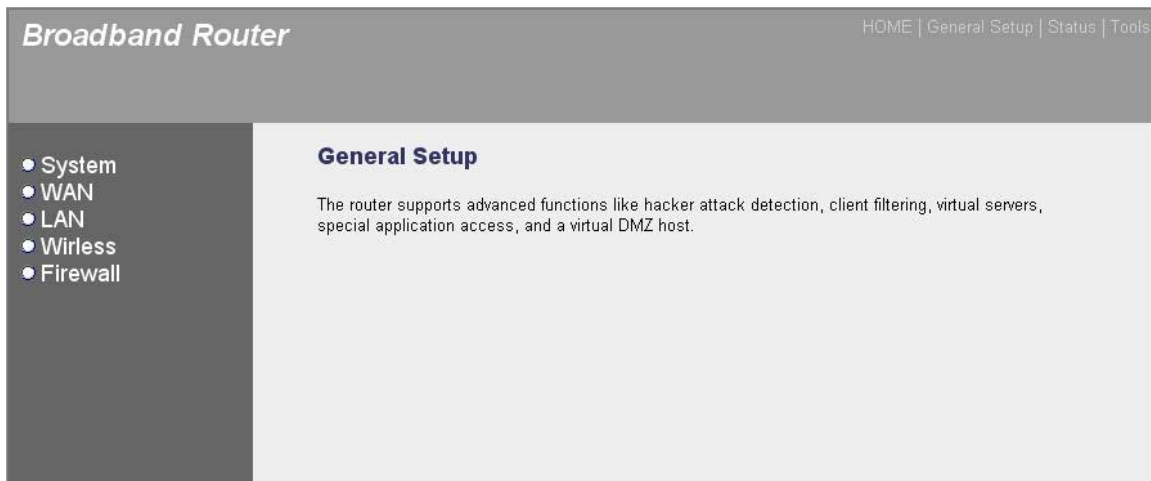 Broadband Router
HOME | General Setup | Status | Tools
System
WAN
LAN
Wirless
Firewall
General Setup
The router supports advanced functions like hacker attack detection, client filtering, virtual servers,
special application access, and a virtual DMZ host.